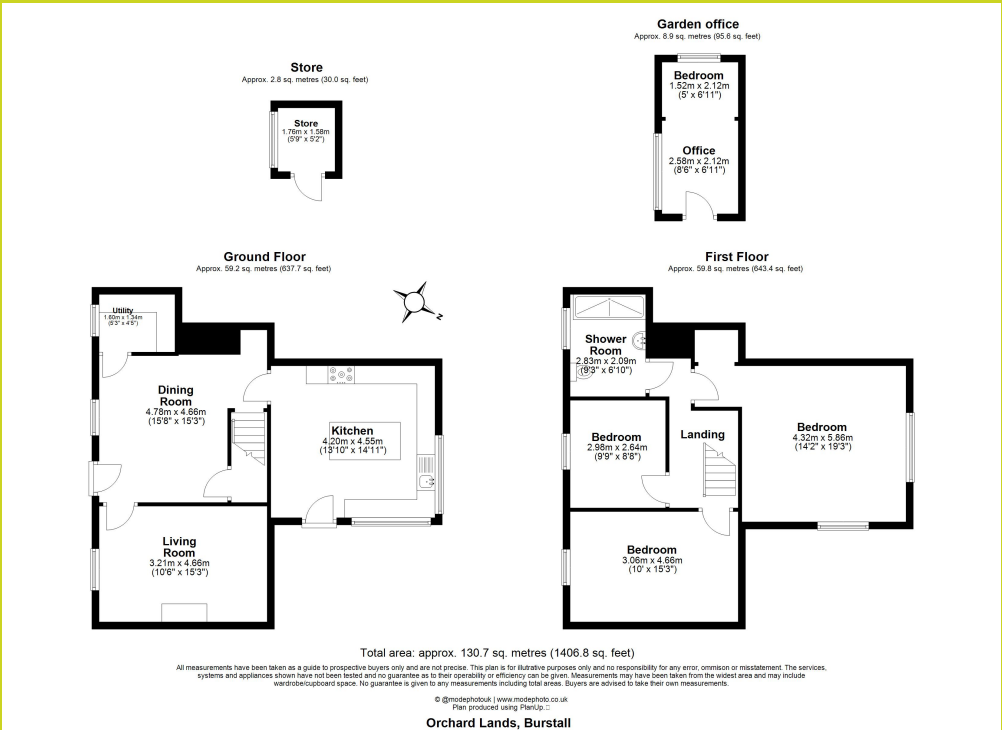 Garden office
Approx. 8.9 sq. metres (95.6 sq. feet)
Bedroom
1.52m x 2.12m
(5' x 6'11")
Office
2.58m x 2.12m
(8'6" x 6'11")
Store
Approx. 2.8 sq. metres (30.0 sq. feet)
Store
1.76m x 1.58m
(5'9" x 5'2")
Ground Floor
Approx. 59.2 sq. metres (637.7 sq. feet)
Utility
1.60m x 1.34m
(5'3" x 4'5")
Dining
Room
4.78m x 4.66m
(15'8" x 15'3")
Kitchen
4.20m x 4.55m
(13'10" x 14'11")
Living
Room
3.21m x 4.66m
(10'6" x 15'3")
N
First Floor
Approx. 59.8 sq. metres (643.4 sq. feet)
Shower
Room
2.83m x 2.09m
(9'3" x 6'10")
Bedroom
2.98m x 2.64m
(9'9" x 8'8")
Landing
Bedroom
4.32m x 5.86m
(14'2" x 19'3")
Bedroom
3.06m x 4.66m
(10' x 15'3")
Total area: approx. 130.7 sq. metres (1406.8 sq. feet)
All measurements have been taken as a guide to prospective buyers only and are not precise. This plan is for illutrative purposes only and no responsibility for any error, ommison or misstatement. The services,
systems and appliances shown have not been tested and no guarantee as to their operability or efficiency can be given. Measurements may have been taken from the widest area and may include
wardrobe/cupboard space. No guarantee is given to any measurements including total areas. Buyers are advised to take their own measurements.
© @modephotouk | www.modephoto.co.uk
Plan produced using PlanUp.
Orchard Lands, Burstall